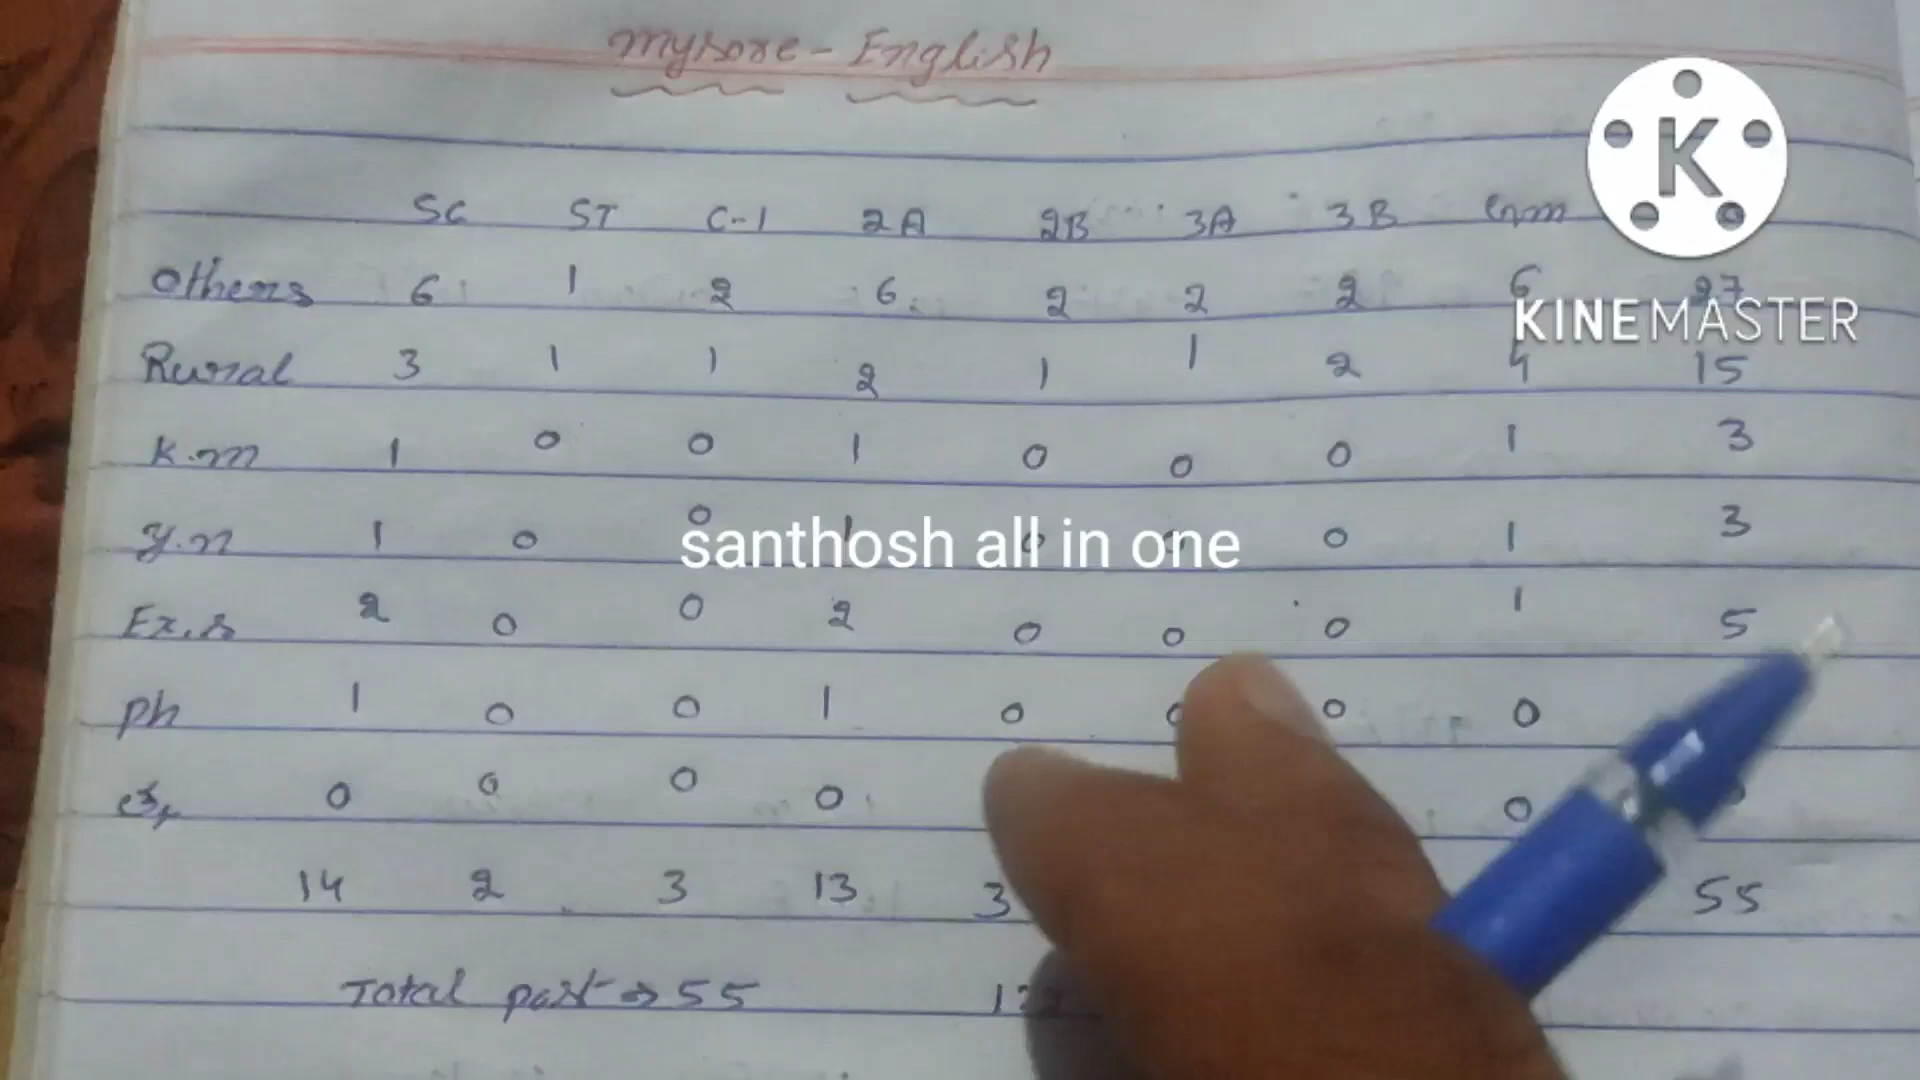 Mysore - English
SC ST C-1 2A 2B 3A 3B Gm
Others 6 1 2 6 2 2 2 6 27
KINEMASTER
Rural 3 1 1 2 1 1 2 4 15
K.m 1 0 0 1 0 0 0 1 3
y.n 1 0 0 1 0 0 0 1 3
santhosh all in one
Ex.s 2 0 0 2 0 0 0 1 5
ph 1 0 0 1 0 0 0 0
0 0 0 0 0
14 2 3 13 3 55
Total post → 55